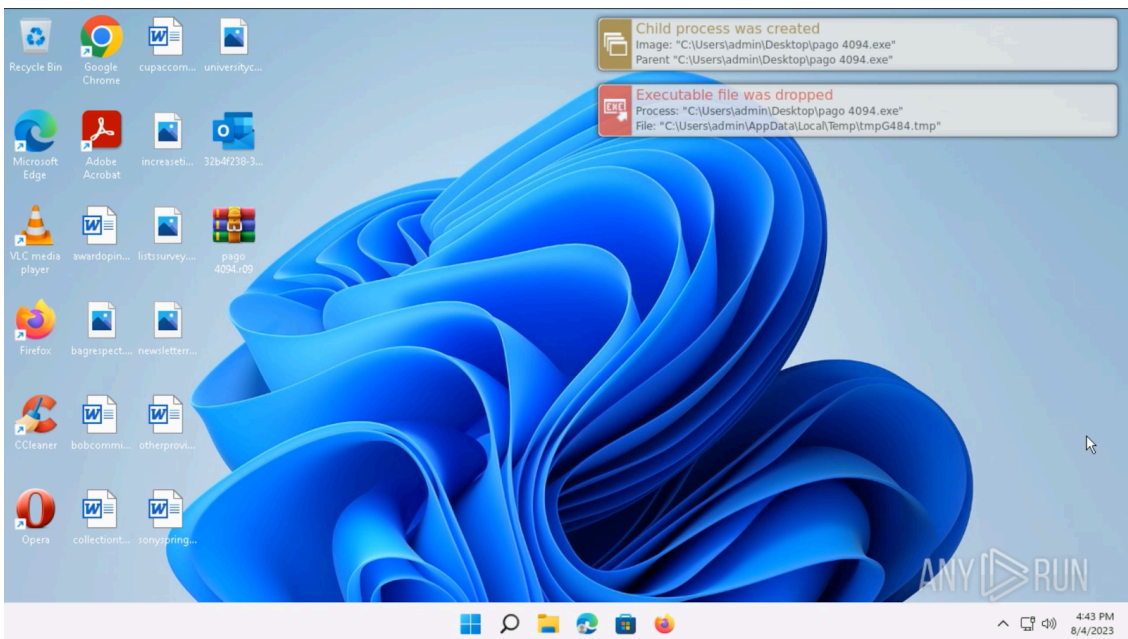 Child process was created
Image: "C:\Users\admin\Desktop\pago 4094.exe"
Parent "C:\Users\admin\Desktop\pago 4094.exe"
Executable file was dropped
Process: "C:\Users\admin\Desktop\pago 4094.exe"
File: "C:\Users\admin\AppData\Local\Temp\tmpG484.tmp"
EXE
Recycle Bin
Google
Chrome
cupaccom...
universityc...
Microsoft
Edge
Adobe
Acrobat
increaseti...
32b4f238-3...
VLC media
player
awardopin...
listssurvey....
pago
4094.r09
Firefox
bagrespect....
newsletterr...
CCleaner
bobcommi...
otherprovi...
Opera
collectiont...
sonyspring...
ANY RUN
4:43 PM
8/4/2023